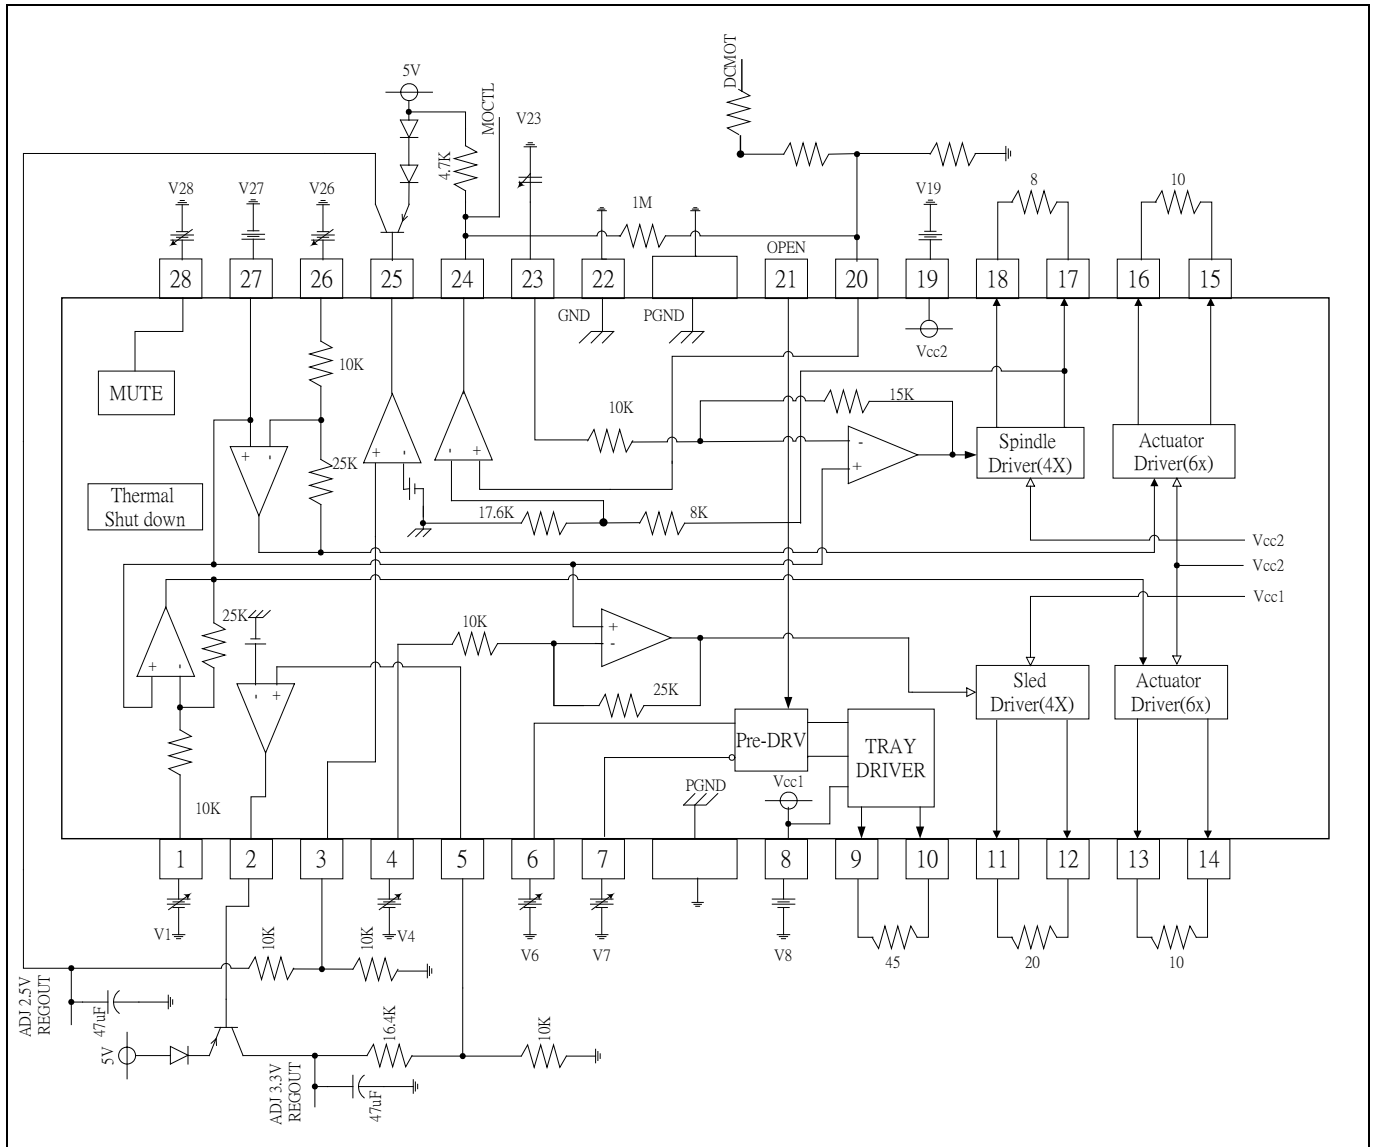 DCMOT
5V
MOCTL
V23
4.7K
V28
V27
V26
1M
V19
8
10
OPEN
28
27
26
25
24
23
22
21
20
19
18
17
16
15
GND
PGND
Vcc2
10K
MUTE
10K
15K
+
-
+
-
25K
+
-
-
+
Spindle
Driver(4X)
Actuator
Driver(6x)
Thermal
Shut down
17.6K
8K
Vcc2
Vcc2
Vcc1
25K
10K
+
-
+
-
-
+
25K
Sled
Driver(4X)
Actuator
Driver(6x)
Pre-DRV
TRAY
DRIVER
PGND
Vcc1
10K
1
2
3
4
5
6
7
8
9
10
11
12
13
14
V1
V4
V6
V7
V8
45
20
10
10K
10K
ADJ 2.5V
REGOUT
47uF
16.4K
10K
5V
ADJ 3.3V
REGOUT
47uF